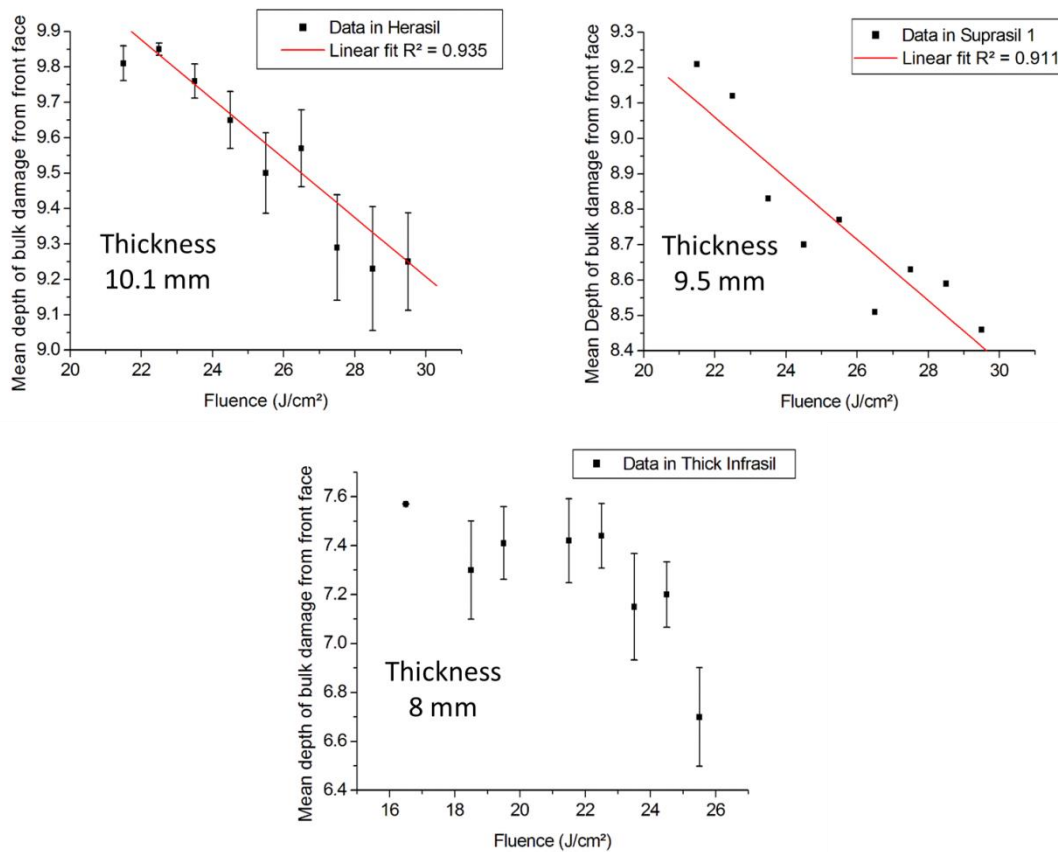 Data in Herasil
Linear fit R² = 0.935
Mean depth of bulk damage from front face
9.9
9.8
9.7
9.6
9.5
9.4
9.3
9.2
9.1
9.0
Thickness
10.1 mm
20 22 24 26 28 30
Fluence (J/cm²)
Data in Suprasil 1
Linear fit R² = 0.911
Mean Depth of bulk damage from front face
9.3
9.2
9.1
9.0
8.9
8.8
8.7
8.6
8.5
8.4
Thickness
9.5 mm
20 22 24 26 28 30
Fluence (J/cm²)
Data in Thick Infrasil
Mean depth of bulk damage from front face
7.6
7.4
7.2
7.0
6.8
6.6
6.4
Thickness
8 mm
16 18 20 22 24 26
Fluence (J/cm²)